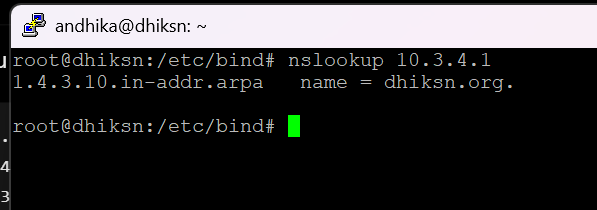 andhika@dhiksn: ~
root@dhiksn:/etc/bind# nslookup 10.3.4.1
1.4.3.10.in-addr.arpa   name = dhiksn.org.
root@dhiksn:/etc/bind#